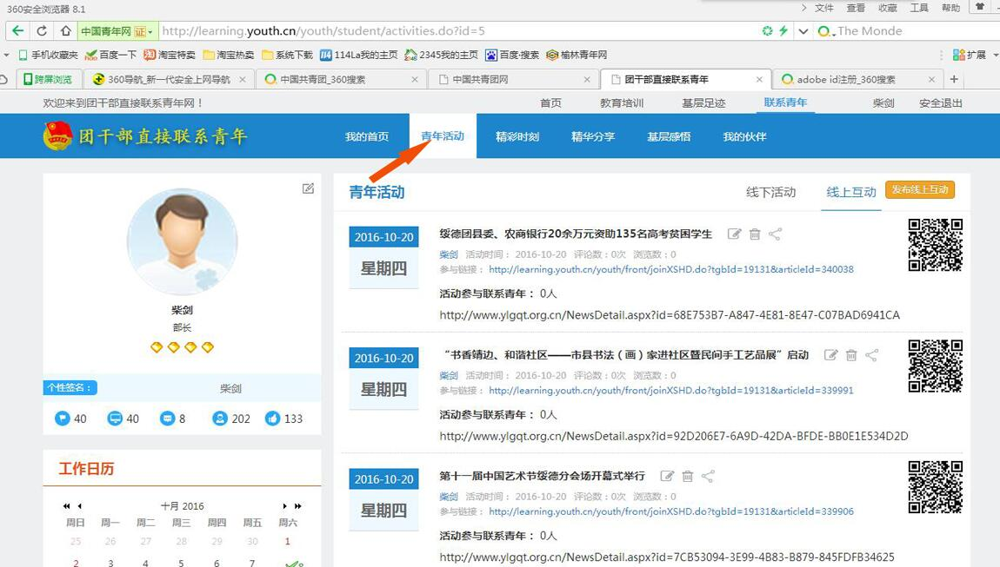 360安全浏览器 8.1
文件 查看 收藏 工具 帮助
中国青年网 证 http://learning.youth.cn/youth/student/activities.do?id=5 The Monde
手机收藏夹 百度一下 淘宝特卖 淘宝热卖 系统下载 114La我的主页 2345我的主页 百度-搜索 榆林青年网 扩展
跨屏浏览 360导航_新一代安全上网导航 中国共青团_360搜索 中国共青团网 团干部直接联系青年 adobe id注册_360搜索
欢迎来到团干部直接联系青年网！ 首页 教育培训 基层足迹 联系青年 柴剑 安全退出
团干部直接联系青年 我的首页 青年活动 精彩时刻 精华分享 基层感悟 我的伙伴
青年活动 线下活动 线上互动 发布线上互动
2016-10-20
星期四
绥德团县委、农商银行20余万元资助135名高考贫困学生
柴剑 活动时间： 2016-10-20 评论数：0次 浏览数：0
参与链接： http://learning.youth.cn/youth/front/joinXSHD.do?tgbId=19131&articleId=340038
活动参与联系青年： 0人
http://www.ylgqt.org.cn/NewsDetail.aspx?id=68E753B7-A847-4E81-8E47-C07BAD6941CA
2016-10-20
星期四
“书香靖边、和谐社区——市县书法（画）家进社区暨民间手工艺品展”启动
柴剑 活动时间： 2016-10-20 评论数：0次 浏览数：0
参与链接： http://learning.youth.cn/youth/front/joinXSHD.do?tgbId=19131&articleId=339991
活动参与联系青年： 0人
http://www.ylgqt.org.cn/NewsDetail.aspx?id=92D206E7-6A9D-42DA-BFDE-BB0E1E534D2D
2016-10-20
星期四
第十一届中国艺术节绥德分会场开幕式举行
柴剑 活动时间： 2016-10-20 评论数：0次 浏览数：0
参与链接： http://learning.youth.cn/youth/front/joinXSHD.do?tgbId=19131&articleId=339906
活动参与联系青年： 0人
http://www.ylgqt.org.cn/NewsDetail.aspx?id=7CB53094-3E99-4B83-B879-845FDFB34625
柴剑
部长
个性签名： 柴剑
40 40 8 202 133
工作日历
十月 2016
周日 周一 周二 周三 周四 周五 周六
25 26 27 28 29 30 1
2 3 4 5 6 7